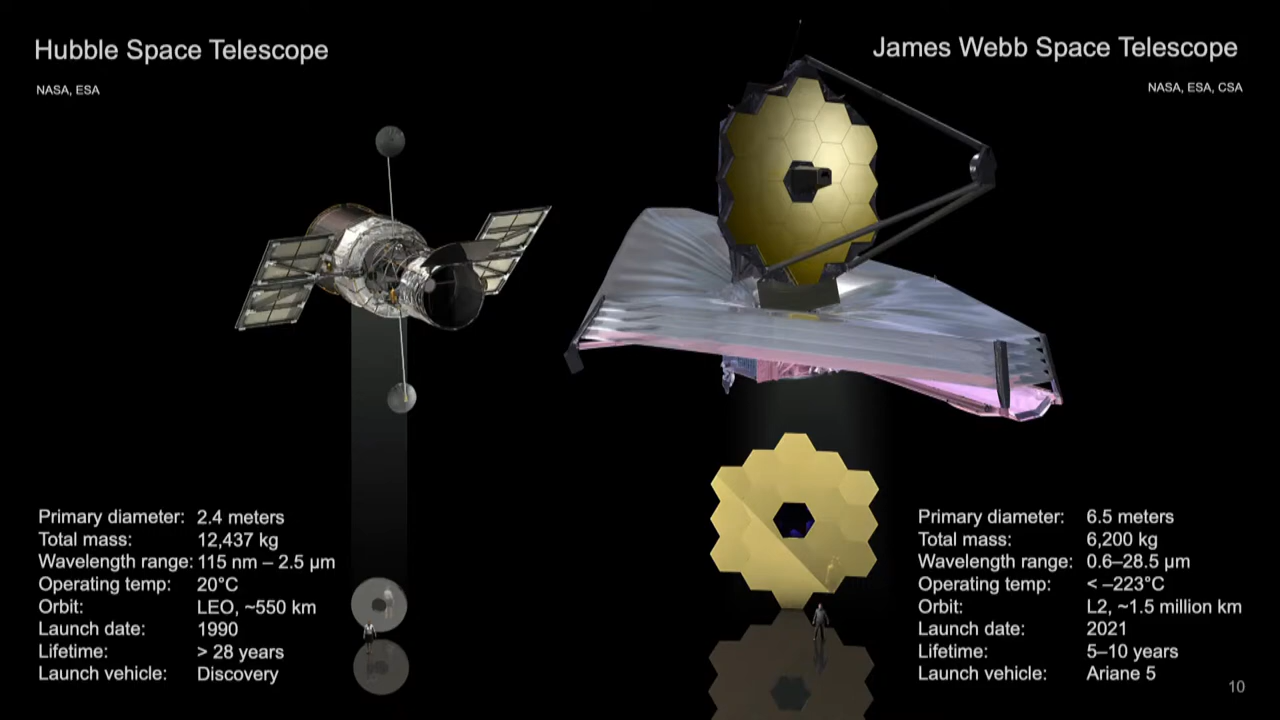 Hubble Space Telescope
NASA, ESA
James Webb Space Telescope
NASA, ESA, CSA
Primary diameter: 2.4 meters
Total mass: 12,437 kg
Wavelength range: 115 nm – 2.5 μm
Operating temp: 20°C
Orbit: LEO, ~550 km
Launch date: 1990
Lifetime: > 28 years
Launch vehicle: Discovery
Primary diameter: 6.5 meters
Total mass: 6,200 kg
Wavelength range: 0.6–28.5 μm
Operating temp: < –223°C
Orbit: L2, ~1.5 million km
Launch date: 2021
Lifetime: 5–10 years
Launch vehicle: Ariane 5
10